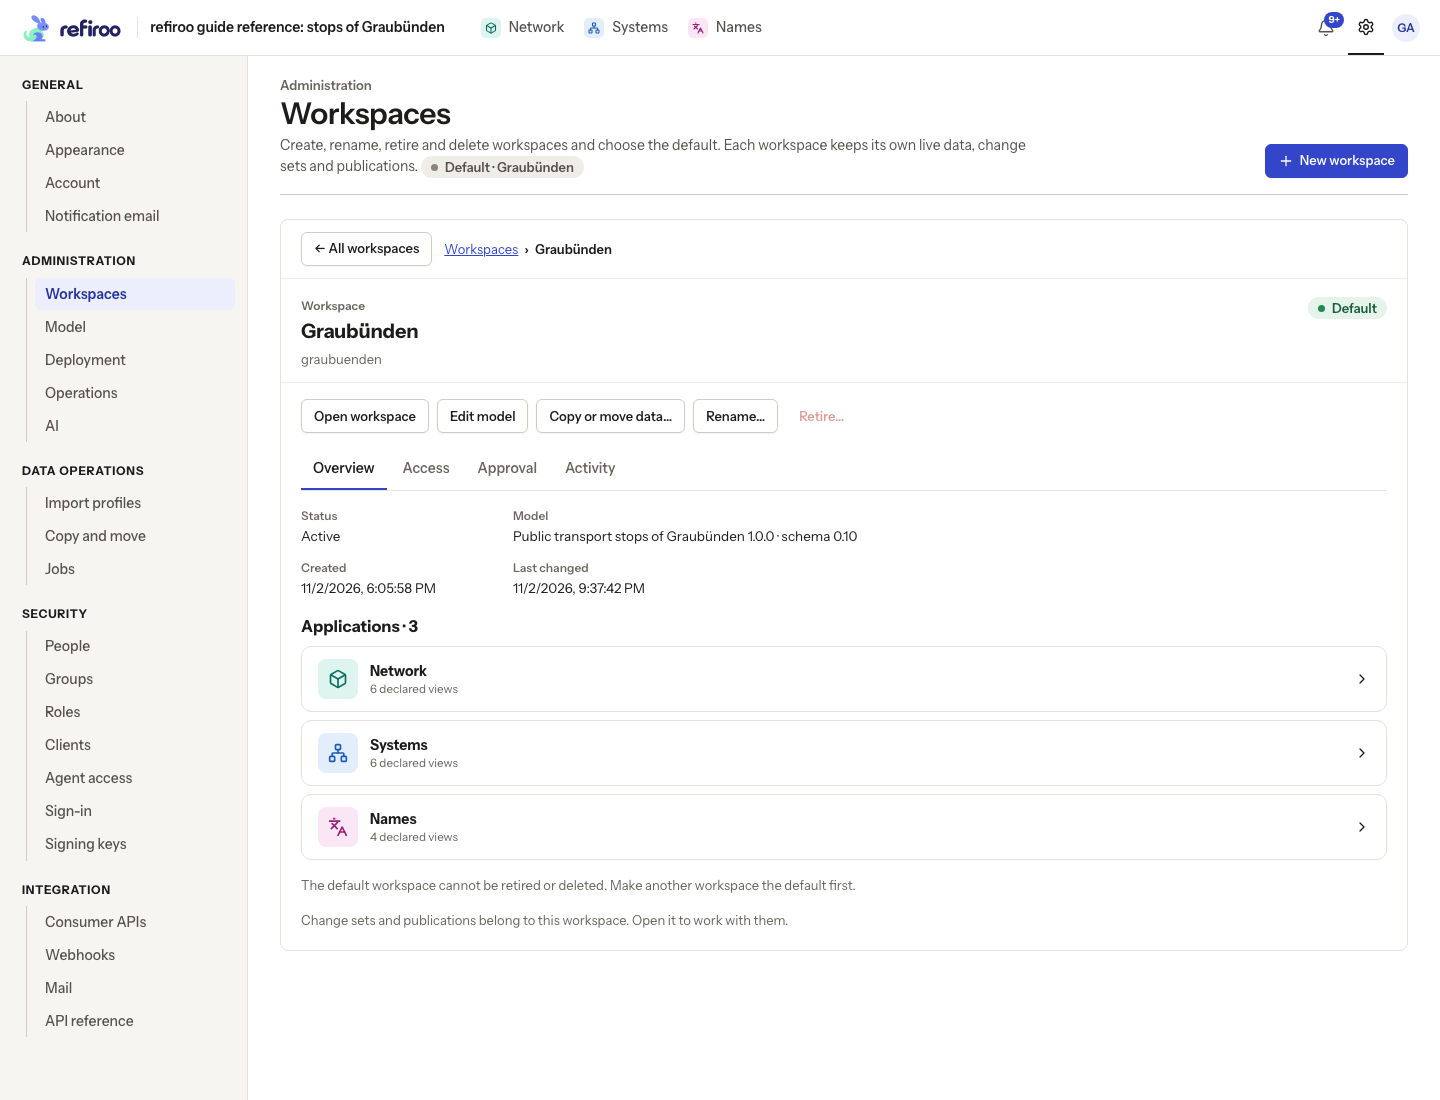 refiroo
refiroo guide reference: stops of Graubünden
Network
Systems
Names
9+
GA
GENERAL
About
Appearance
Account
Notification email
ADMINISTRATION
Workspaces
Model
Deployment
Operations
AI
DATA OPERATIONS
Import profiles
Copy and move
Jobs
SECURITY
People
Groups
Roles
Clients
Agent access
Sign-in
Signing keys
INTEGRATION
Consumer APIs
Webhooks
Mail
API reference
Administration
Workspaces
Create, rename, retire and delete workspaces and choose the default. Each workspace keeps its own live data, change
sets and publications. Default · Graubünden
+ New workspace
← All workspaces
Workspaces › Graubünden
Workspace
Graubünden
graubuenden
Default
Open workspace
Edit model
Copy or move data...
Rename...
Retire...
Overview
Access
Approval
Activity
Status
Active
Model
Public transport stops of Graubünden 1.0.0 · schema 0.10
Created
11/2/2026, 6:05:58 PM
Last changed
11/2/2026, 9:37:42 PM
Applications · 3
Network
6 declared views
Systems
6 declared views
Names
4 declared views
The default workspace cannot be retired or deleted. Make another workspace the default first.
Change sets and publications belong to this workspace. Open it to work with them.